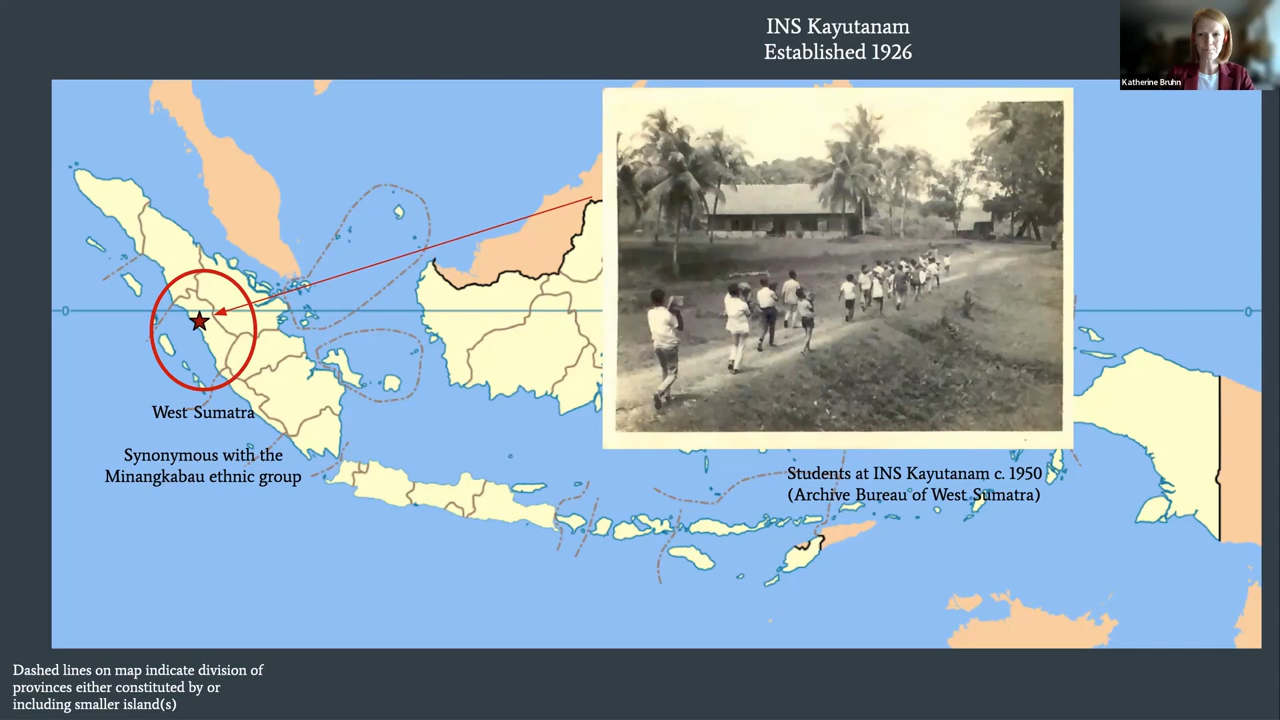 INS Kayutanam
Established 1926
Katherine Bruhn
0
0
West Sumatra
Synonymous with the
Minangkabau ethnic group
Students at INS Kayutanam c. 1950
(Archive Bureau of West Sumatra)
Dashed lines on map indicate division of
provinces either constituted by or
including smaller island(s)